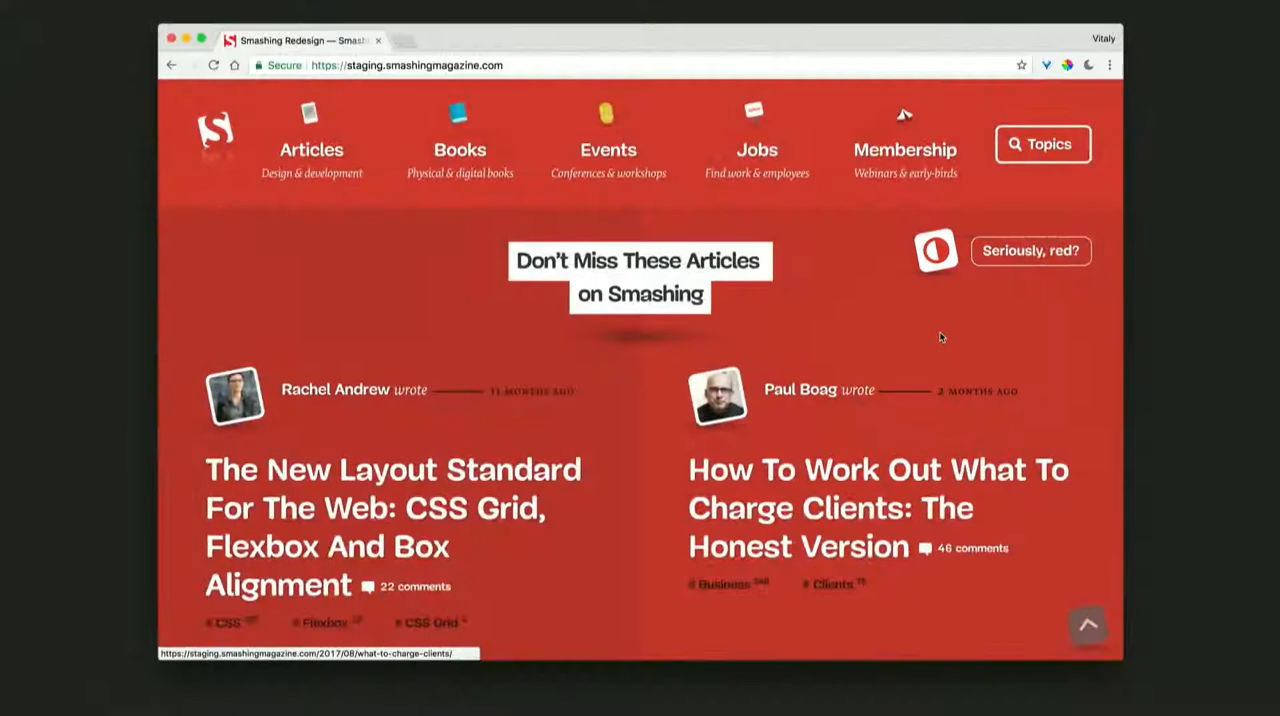 Smashing Redesign — Smash
Vitaly
Secure
https://staging.smashingmagazine.com
Articles
Design & development
Books
Physical & digital books
Events
Conferences & workshops
Jobs
Find work & employees
Membership
Webinars & early-birds
Topics
Don't Miss These Articles
on Smashing
Seriously, red?
Rachel Andrew wrote
11 MONTHS AGO
The New Layout Standard
For The Web: CSS Grid,
Flexbox And Box
Alignment
22 comments
# CSS
# Flexbox
# CSS Grid
Paul Boag wrote
2 MONTHS AGO
How To Work Out What To
Charge Clients: The
Honest Version
46 comments
# Business
# Clients
https://staging.smashingmagazine.com/2017/08/what-to-charge-clients/